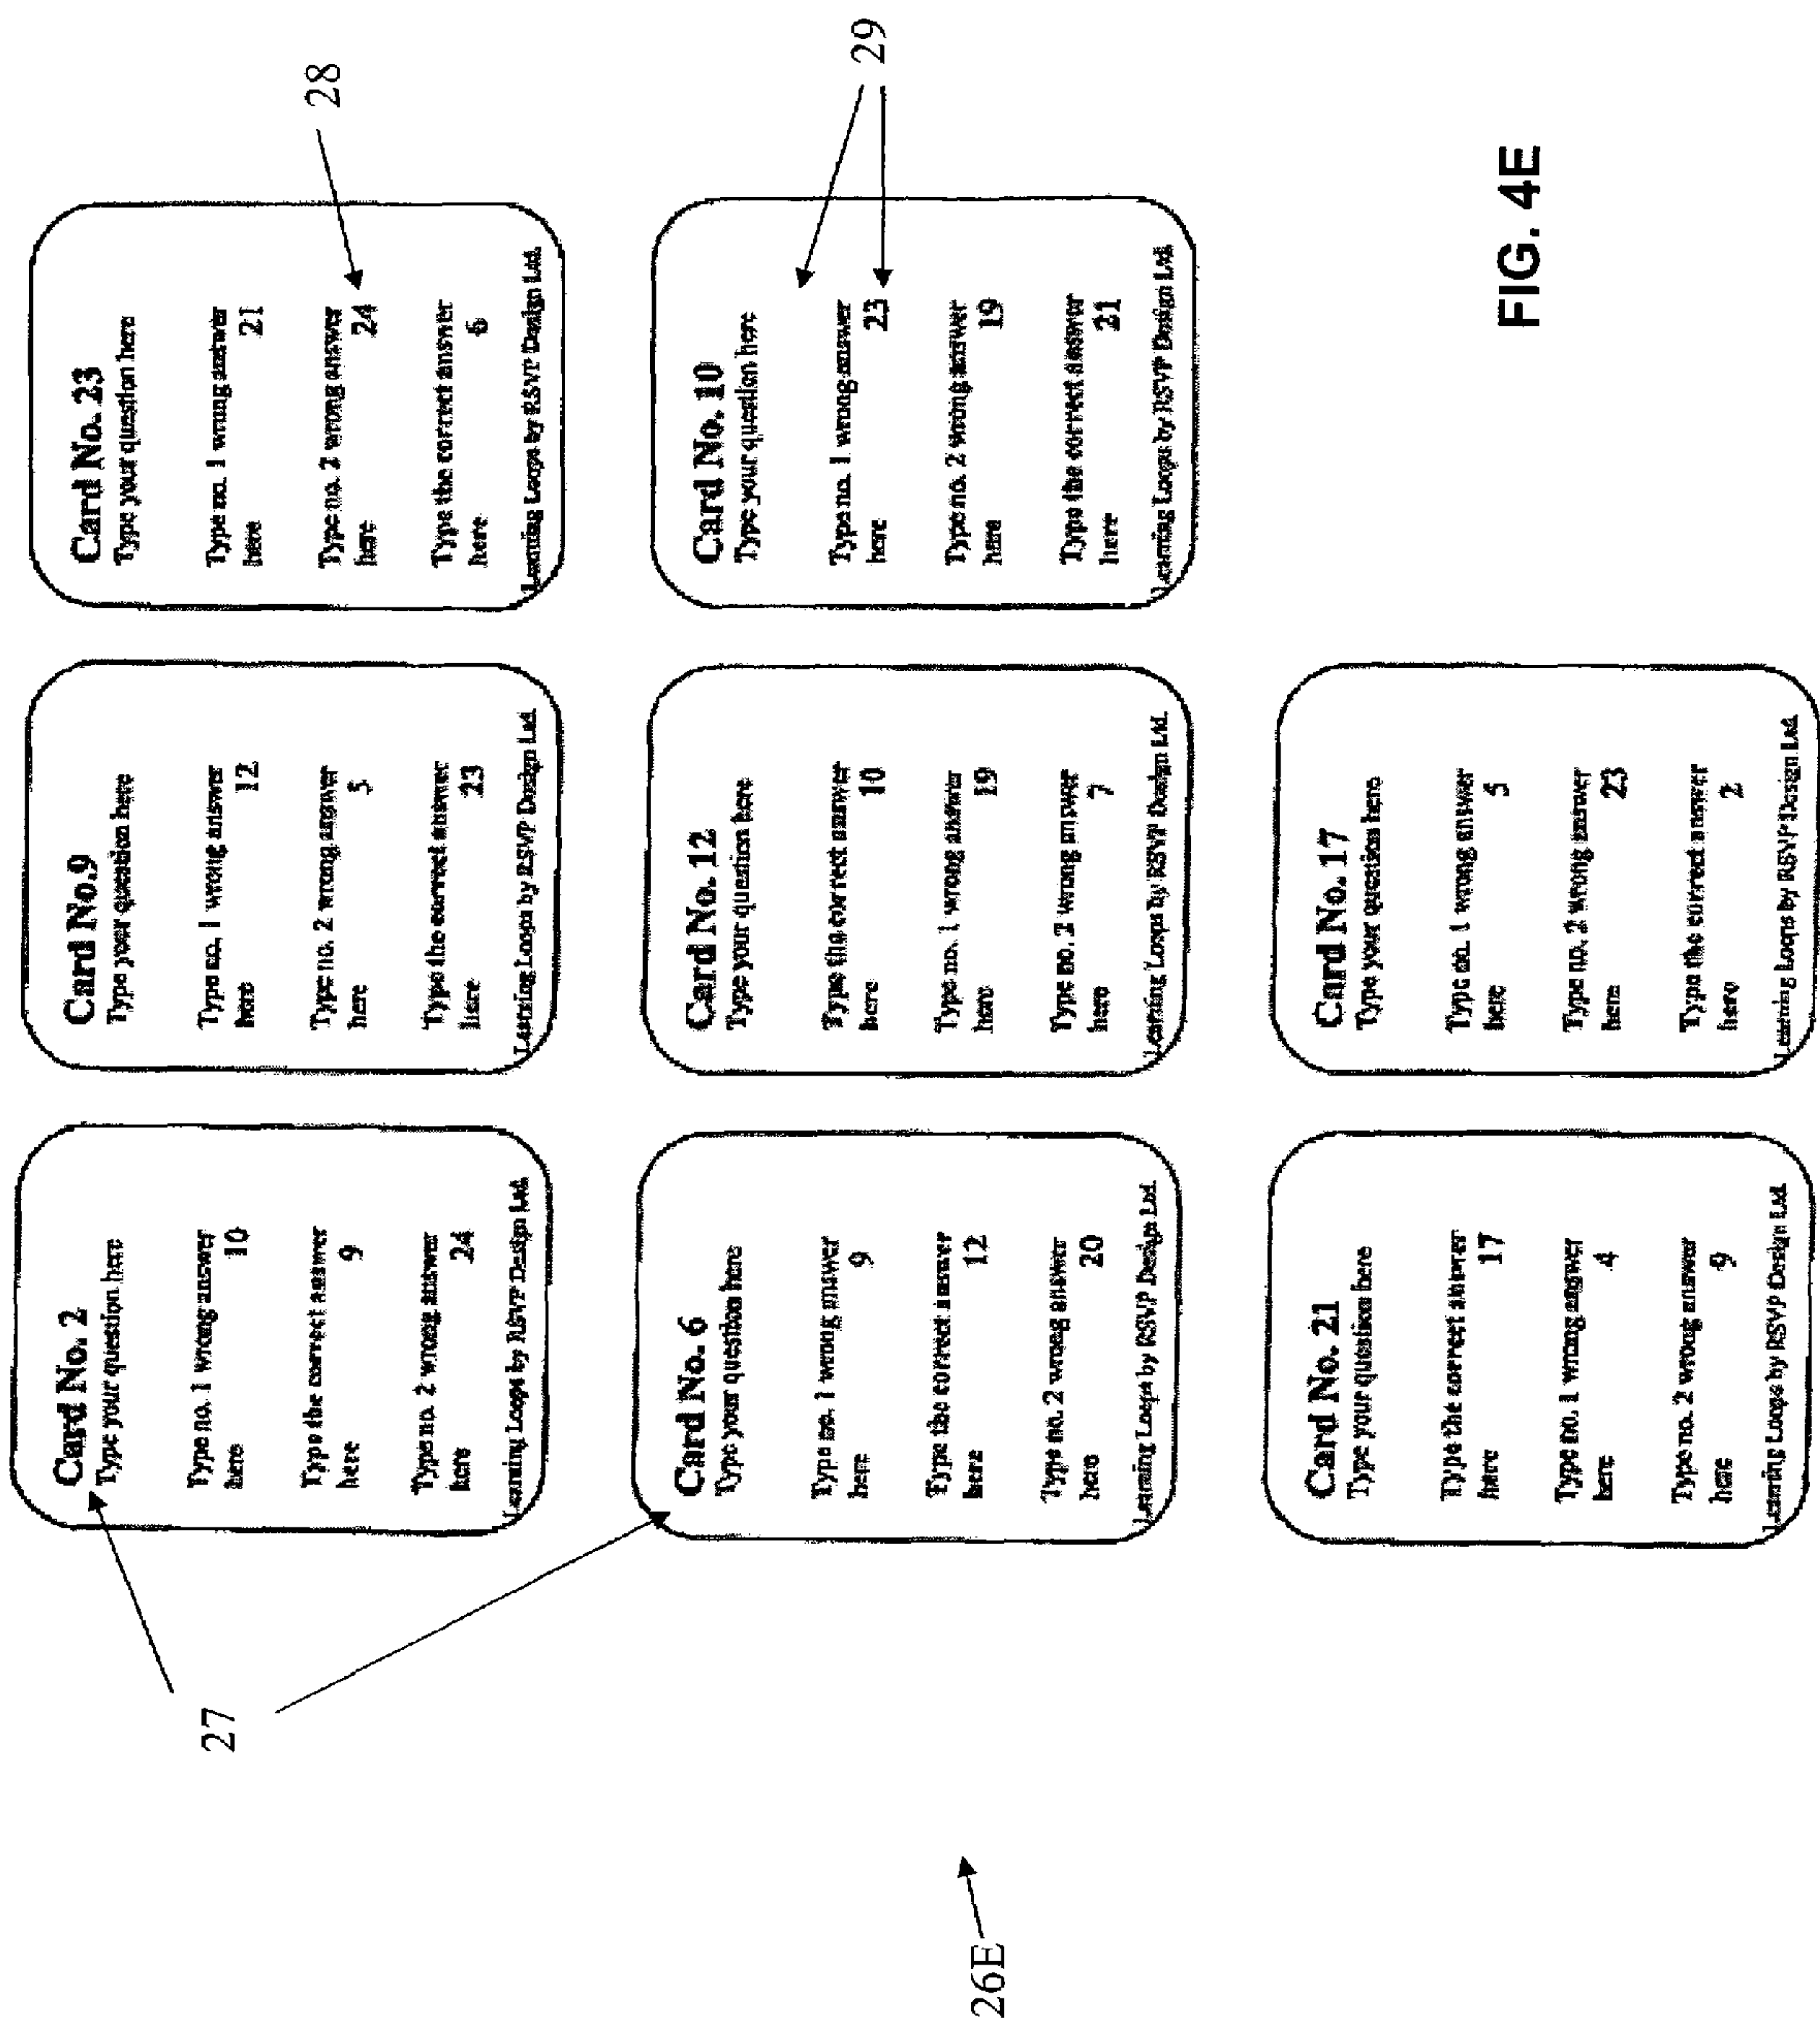 Card No. 2
Type your question here
Type no. 1 wrong answer
here 10
Type the correct answer
here 9
Type no. 2 wrong answer
here 24
Learning Loops by RSVP Design Ltd.
Card No.9
Type your question here
Type no. 1 wrong answer
here 12
Type no. 2 wrong answer
here 5
Type the correct answer
here 23
Learning Loops by RSVP Design Ltd.
Card No. 23
Type your question here
Type no. 1 wrong answer
here 21
Type no. 2 wrong answer
here 24
Type the correct answer
here 6
Learning Loops by RSVP Design Ltd.
28
27
Card No. 6
Type your question here
Type no. 1 wrong answer
here 9
Type the correct answer
here 12
Type no. 2 wrong answer
here 20
Learning Loops by RSVP Design Ltd.
Card No. 12
Type your question here
Type the correct answer
here 10
Type no. 1 wrong answer
here 19
Type no. 2 wrong answer
here 7
Learning Loops by RSVP Design Ltd.
Card No. 10
Type your question here
Type no. 1 wrong answer
here 23
Type no. 2 wrong answer
here 19
Type the correct answer
here 21
Learning Loops by RSVP Design Ltd.
29
26E
Card No. 21
Type your question here
Type the correct answer
here 17
Type no. 1 wrong answer
here 4
Type no. 2 wrong answer
here 9
Learning Loops by RSVP Design Ltd.
Card No. 17
Type your question here
Type no. 1 wrong answer
here 5
Type no. 2 wrong answer
here 23
Type the correct answer
here 2
Learning Loops by RSVP Design Ltd.
FIG. 4E